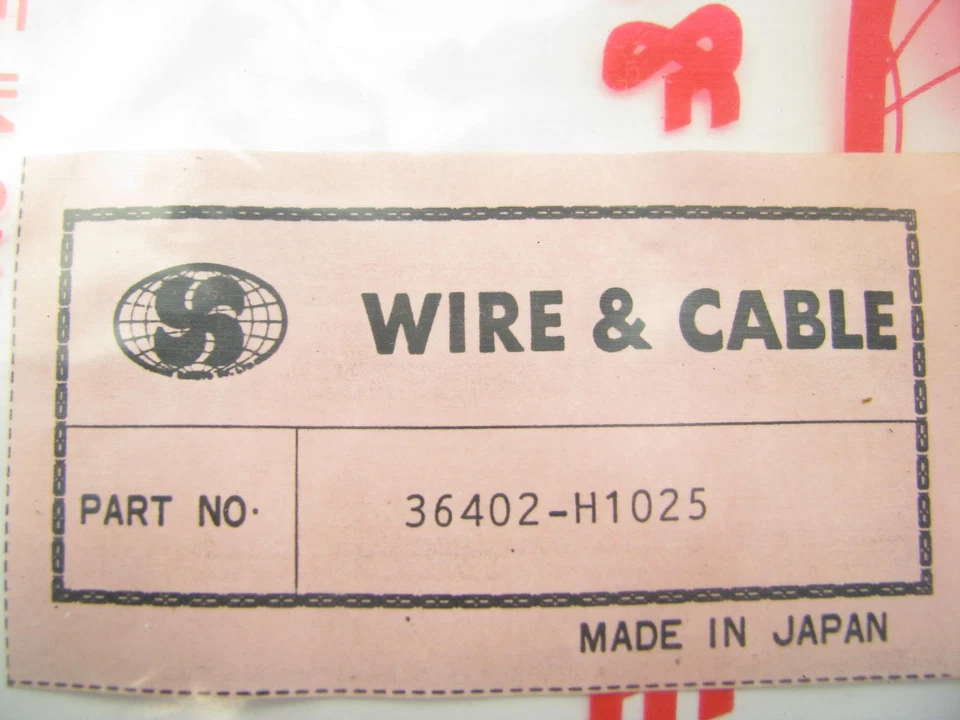 WIRE & CABLE
PART NO.
36402-H1025
MADE IN JAPAN